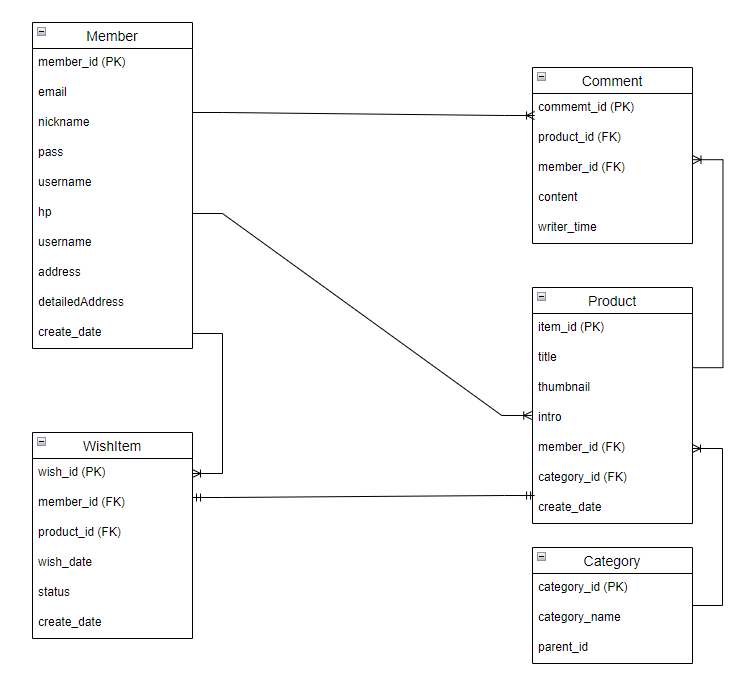 Member
member_id (PK)
email
nickname
pass
username
hp
username
address
detailedAddress
create_date
Comment
commemt_id (PK)
product_id (FK)
member_id (FK)
content
writer_time
Product
item_id (PK)
title
thumbnail
intro
member_id (FK)
category_id (FK)
create_date
WishItem
wish_id (PK)
member_id (FK)
product_id (FK)
wish_date
status
create_date
Category
category_id (PK)
category_name
parent_id